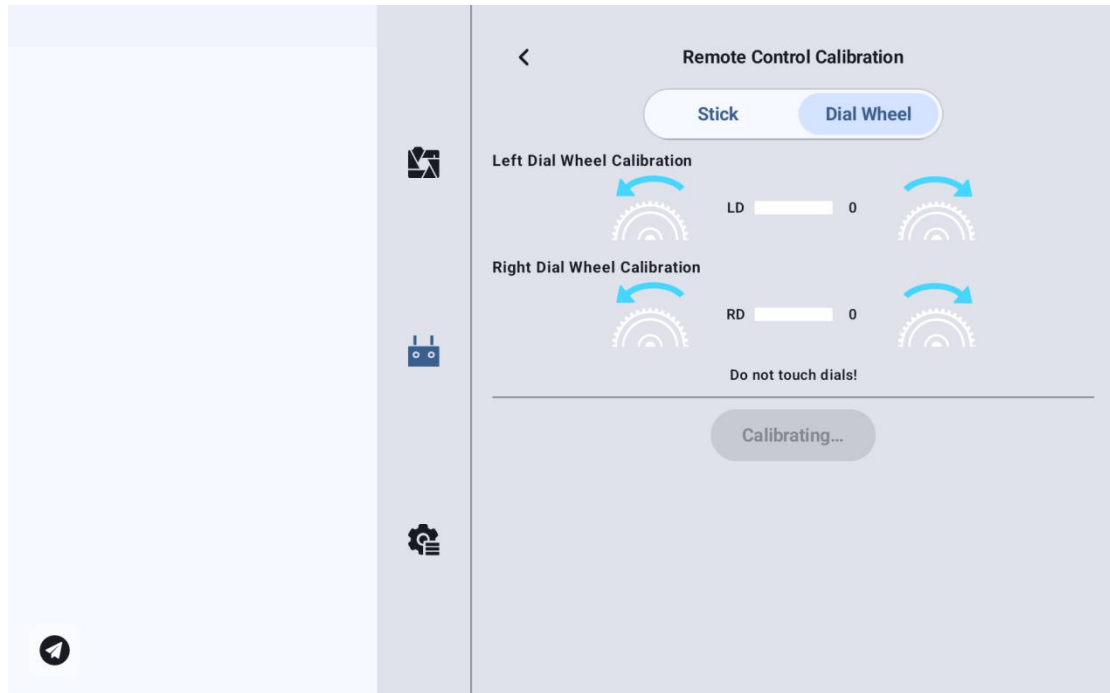 Remote Control Calibration
Stick Dial Wheel
Left Dial Wheel Calibration
LD 0
Right Dial Wheel Calibration
RD 0
Do not touch dials!
Calibrating...